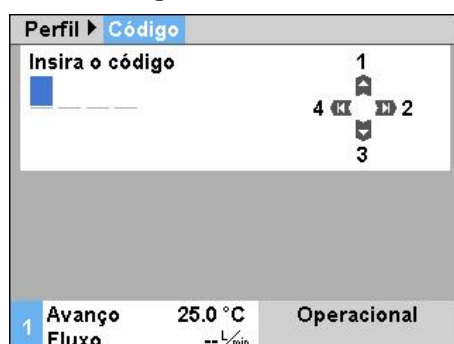 Perfil ▶ Código
Insira o código
1
4 2
3
1 Avanço 25.0 °C Operacional
Fluxo -- L/min